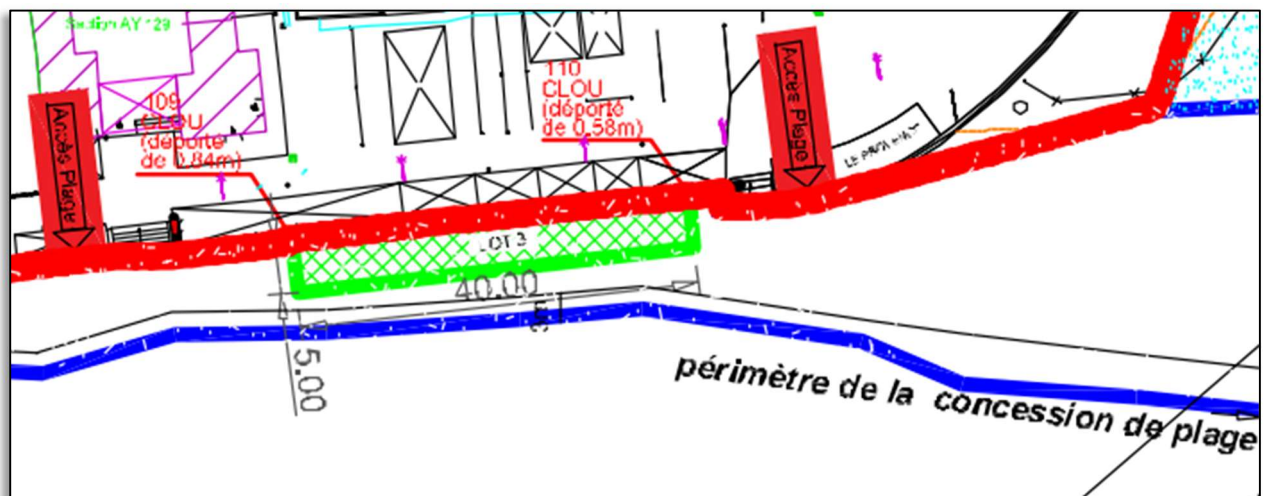 Section AY 129
109
CLOU
(déporté
de 0.84m)
110
CLOU
(déporté
de 0,58m)
Accès Plage
Accès Plage
LOT 3
40.00
5.00
périmètre de la concession de plage